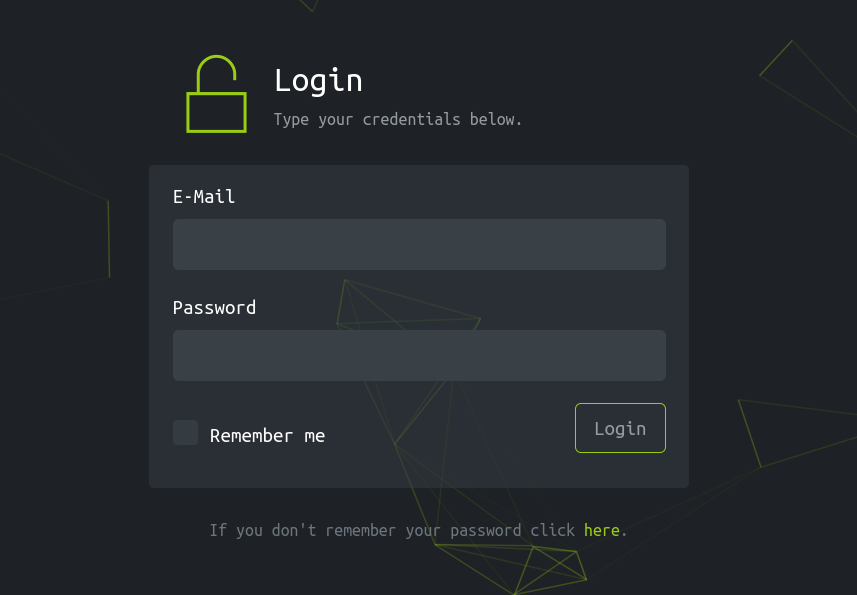 Login
Type your credentials below.
E-Mail
Password
Remember me
Login
If you don't remember your password click here.